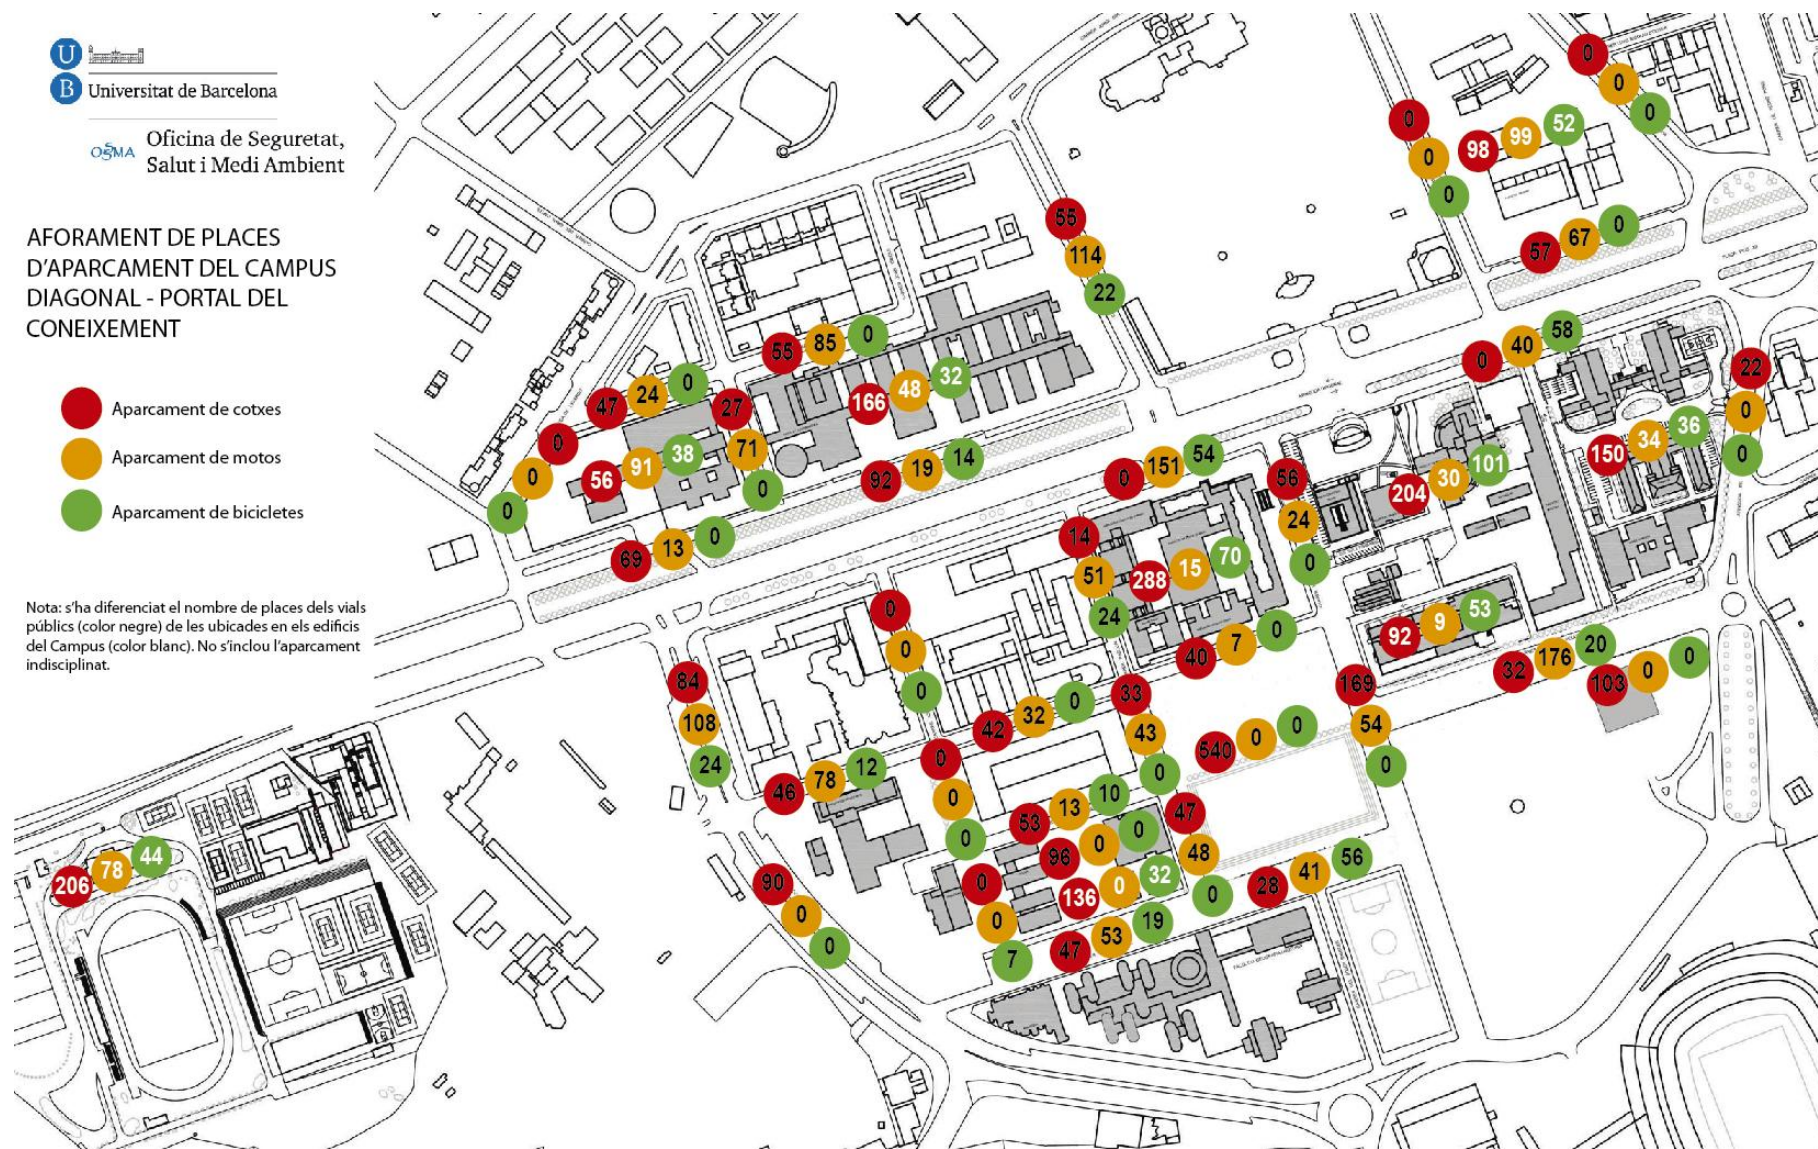 U
B
Universitat de Barcelona
OSSMA
Oficina de Seguretat,
Salut i Medi Ambient
AFORAMENT DE PLACES
D'APARCAMENT DEL CAMPUS
DIAGONAL - PORTAL DEL
CONEIXEMENT
Aparcament de cotxes
Aparcament de motos
Aparcament de bicicletes
Nota: s'ha diferenciat el nombre de places dels vials
públics (color negre) de les ubicades en els edificis
del Campus (color blanc). No s'inclou l'aparcament
indisciplinat.
0 0 0
0 0 0
98 99 52
57 67 0
55 114 22
55 85 0
47 24 0
27 71 0
166 48 32
0 40 58
22 0 0
0 0 0
56 91 38
92 19 14
0 151 54
56 24 0
204 30 101
150 34 36
69 13 0
14 51 24
288 15 70
0 0 0
40 7 0
92 9 53
32 176 20
103 0 0
84 108 24
42 32 0
33 43 0
169 54 0
540 0 0
46 78 12
0 0 0
53 13 10
47 48 0
96 0 0
206 78 44
90 0 0
0 0 7
136 0 32
28 41 56
47 53 19